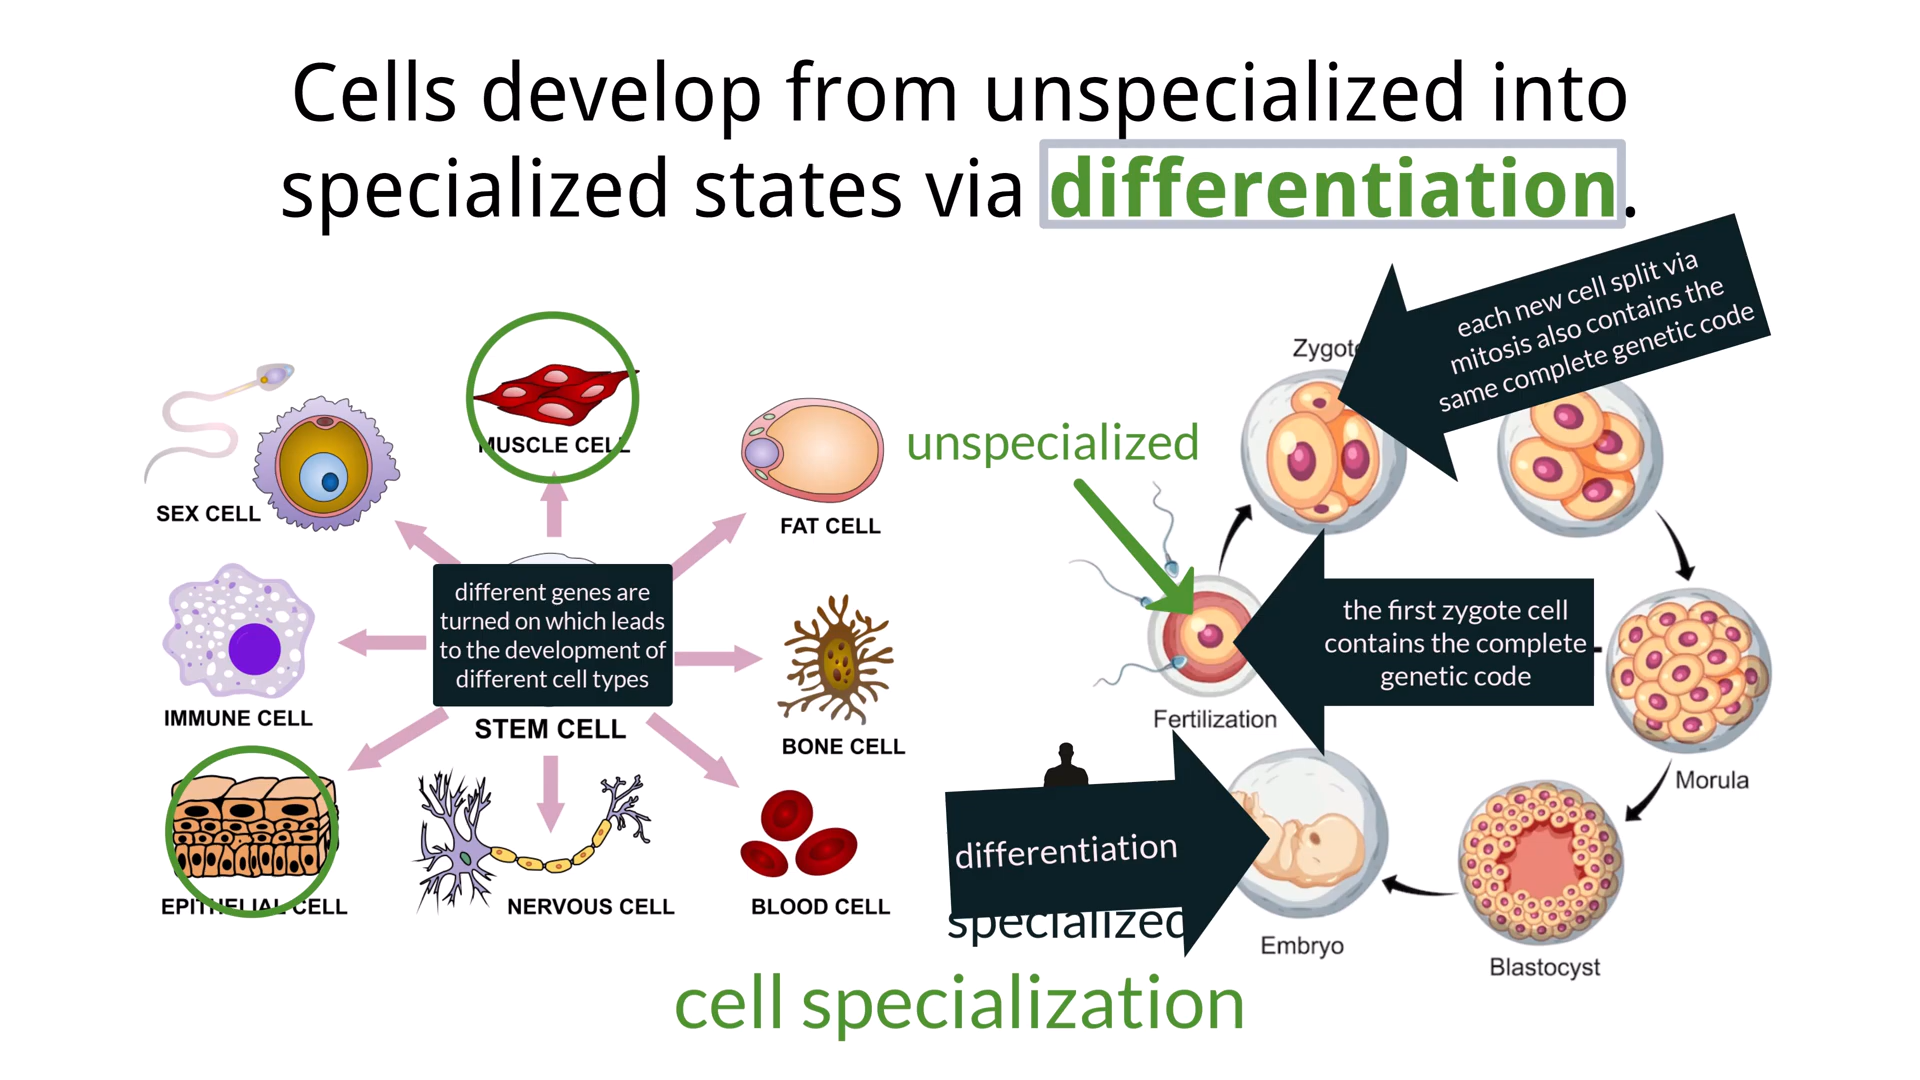 Cells develop from unspecialized into
specialized states via differentiation.
MUSCLE CELL
SEX CELL
FAT CELL
different genes are
turned on which leads
to the development of
different cell types
STEM CELL
IMMUNE CELL
BONE CELL
EPITHELIAL CELL
NERVOUS CELL
BLOOD CELL
unspecialized
Zygote
each new cell split via
mitosis also contains the
same complete genetic code
the first zygote cell
contains the complete
genetic code
Fertilization
Morula
differentiation
specialized
Embryo
Blastocyst
cell specialization